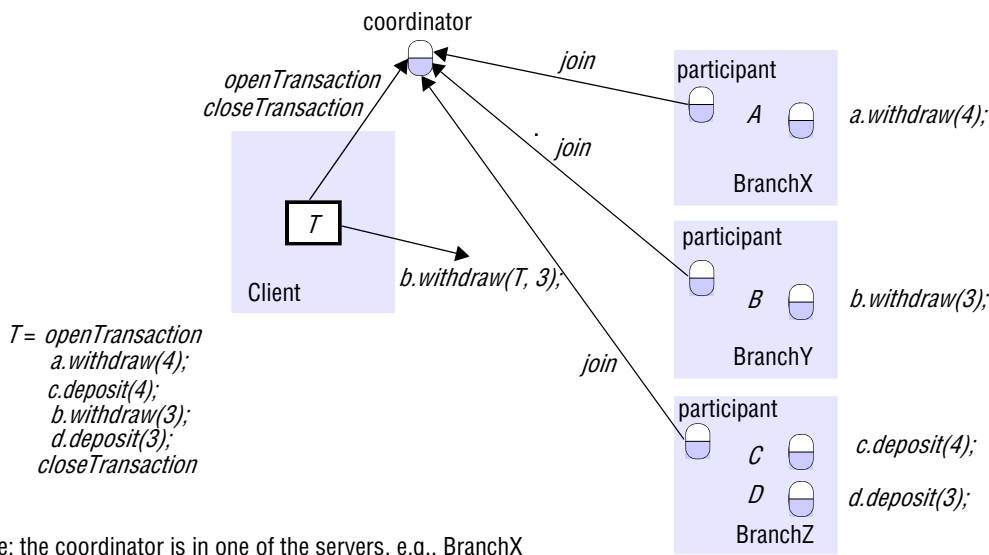 coordinator
join
participant
openTransaction
closeTransaction
A
a.withdraw(4);
join
BranchX
participant
T
b.withdraw(T, 3);
Client
B
b.withdraw(3);
T = openTransaction
BranchY
a.withdraw(4);
join
c.deposit(4);
participant
b.withdraw(3);
d.deposit(3);
C
c.deposit(4);
closeTransaction
D
d.deposit(3);
BranchZ
e: the coordinator is in one of the servers, e.g., BranchX